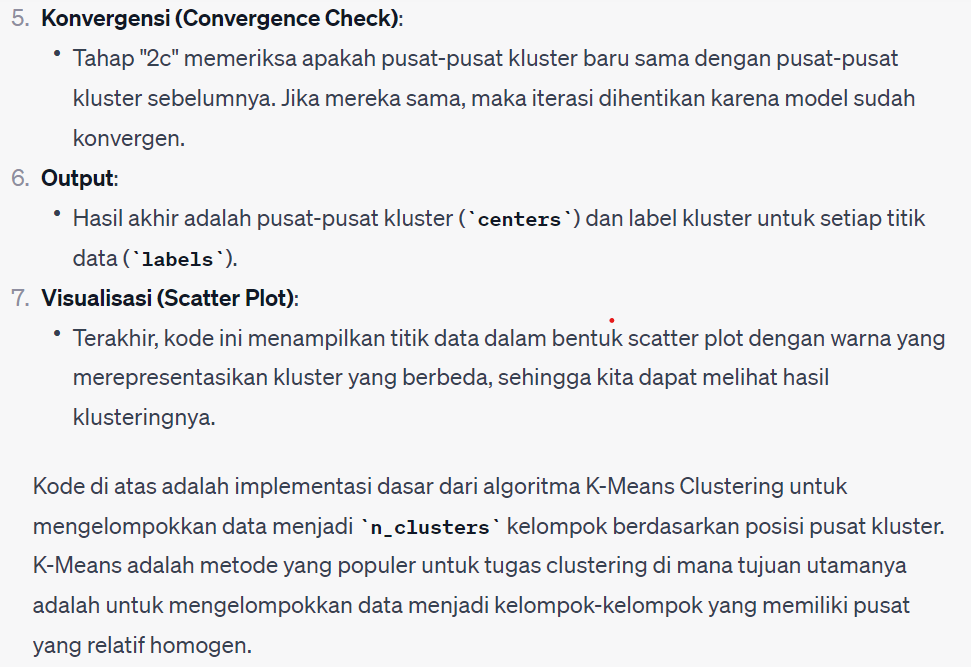 5. Konvergensi (Convergence Check):
• Tahap "2c" memeriksa apakah pusat-pusat kluster baru sama dengan pusat-pusat
kluster sebelumnya. Jika mereka sama, maka iterasi dihentikan karena model sudah
konvergen.
6. Output:
• Hasil akhir adalah pusat-pusat kluster (`centers`) dan label kluster untuk setiap titik
data (`labels`).
7. Visualisasi (Scatter Plot):
• Terakhir, kode ini menampilkan titik data dalam bentuk scatter plot dengan warna yang
merepresentasikan kluster yang berbeda, sehingga kita dapat melihat hasil
klusteringnya.
Kode di atas adalah implementasi dasar dari algoritma K-Means Clustering untuk
mengelompokkan data menjadi `n_clusters` kelompok berdasarkan posisi pusat kluster.
K-Means adalah metode yang populer untuk tugas clustering di mana tujuan utamanya
adalah untuk mengelompokkan data menjadi kelompok-kelompok yang memiliki pusat
yang relatif homogen.